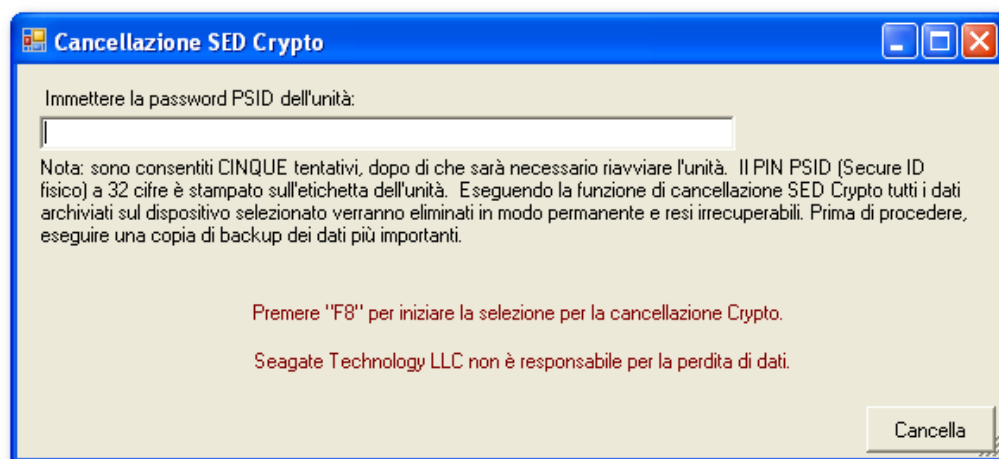 Cancellazione SED Crypto
Immettere la password PSID dell'unità:
Nota: sono consentiti CINQUE tentativi, dopo di che sarà necessario riavviare l'unità.  Il PIN PSID (Secure ID
fisico) a 32 cifre è stampato sull'etichetta dell'unità.  Eseguendo la funzione di cancellazione SED Crypto tutti i dati
archiviati sul dispositivo selezionato verranno eliminati in modo permanente e resi irrecuperabili. Prima di procedere,
eseguire una copia di backup dei dati più importanti.
Premere "F8" per iniziare la selezione per la cancellazione Crypto.
Seagate Technology LLC non è responsabile per la perdita di dati.
Cancella